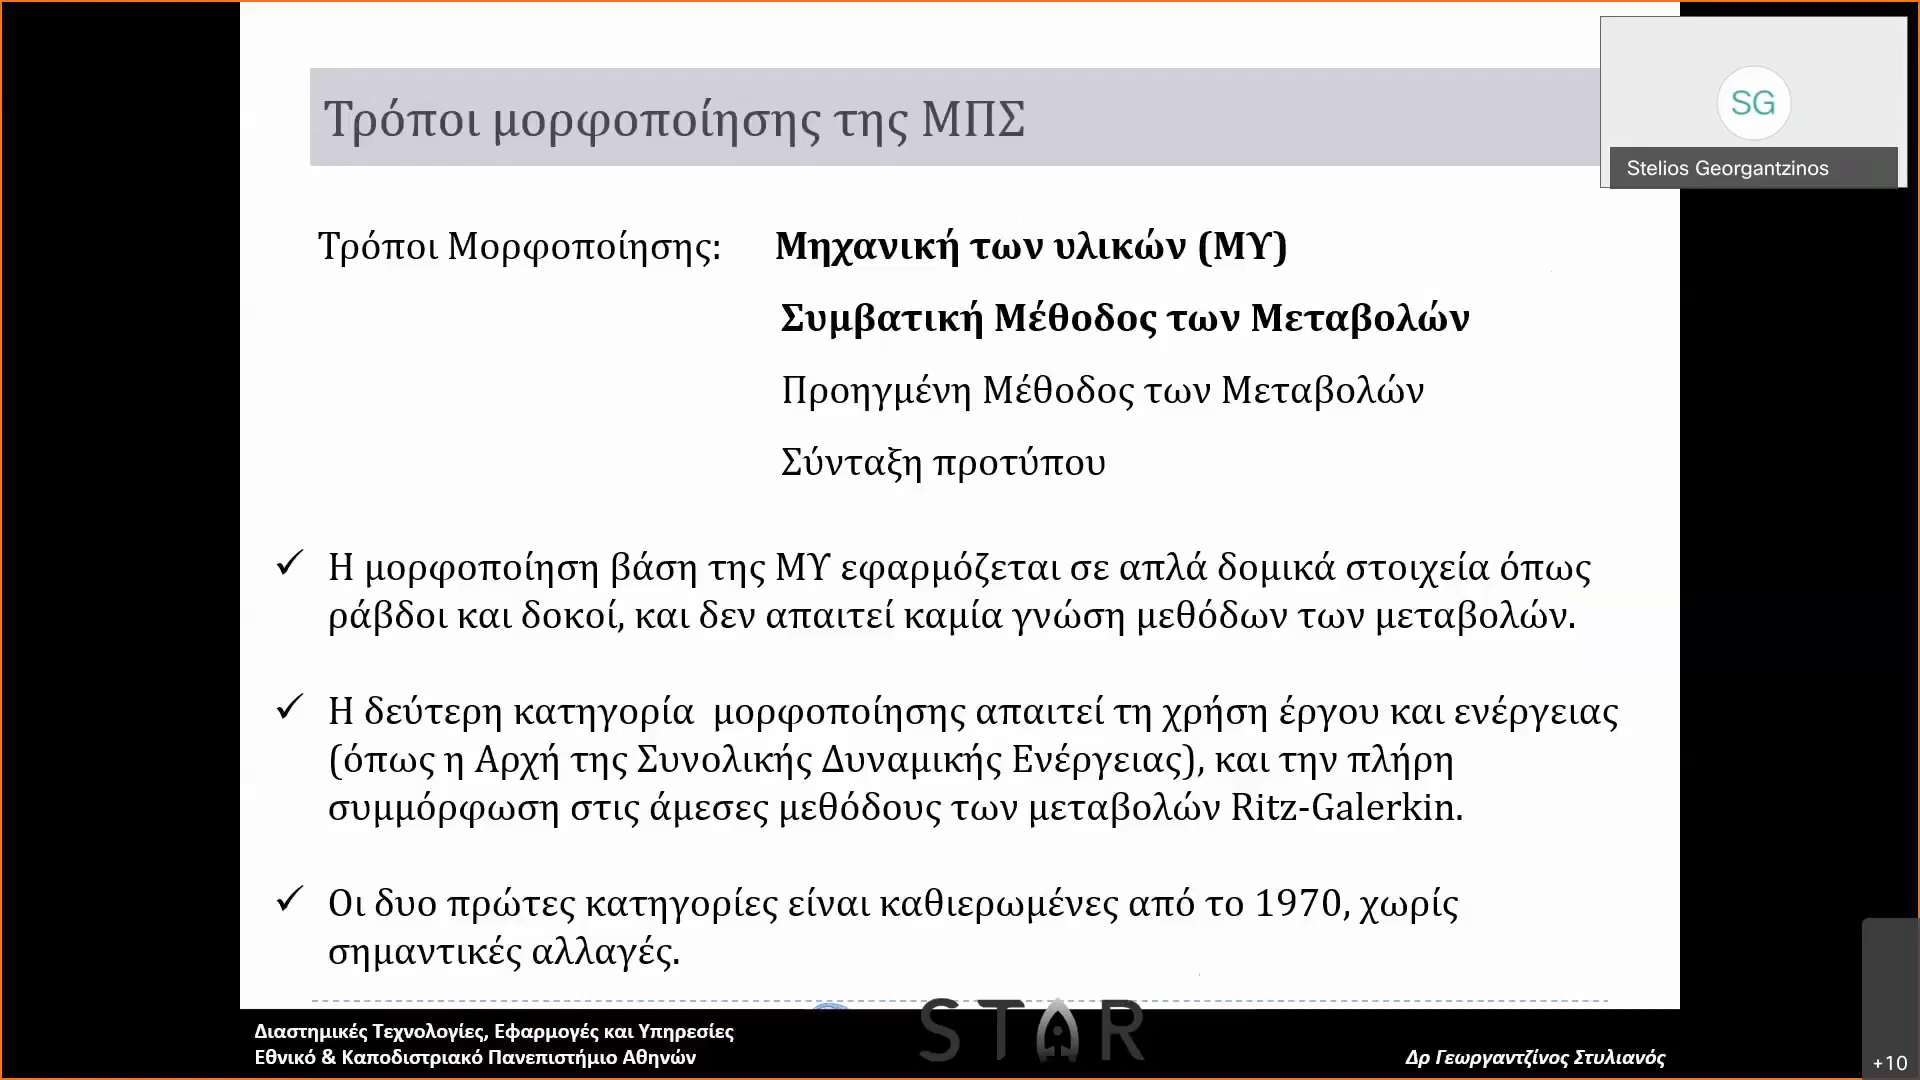 Τρόποι μορφοποίησης της ΜΠΣ
SG
Stelios Georgantzinos
Τρόποι Μορφοποίησης: Μηχανική των υλικών (ΜΥ)
Συμβατική Μέθοδος των Μεταβολών
Προηγμένη Μέθοδος των Μεταβολών
Σύνταξη προτύπου
✓ Η μορφοποίηση βάση της ΜΥ εφαρμόζεται σε απλά δομικά στοιχεία όπως
ράβδοι και δοκοί, και δεν απαιτεί καμία γνώση μεθόδων των μεταβολών.
✓ Η δεύτερη κατηγορία μορφοποίησης απαιτεί τη χρήση έργου και ενέργειας
(όπως η Αρχή της Συνολικής Δυναμικής Ενέργειας), και την πλήρη
συμμόρφωση στις άμεσες μεθόδους των μεταβολών Ritz-Galerkin.
✓ Οι δυο πρώτες κατηγορίες είναι καθιερωμένες από το 1970, χωρίς
σημαντικές αλλαγές.
Διαστημικές Τεχνολογίες, Εφαρμογές και Υπηρεσίες
Εθνικό & Καποδιστριακό Πανεπιστήμιο Αθηνών
STAR
Δρ Γεωργαντζίνος Στυλιανός
+10